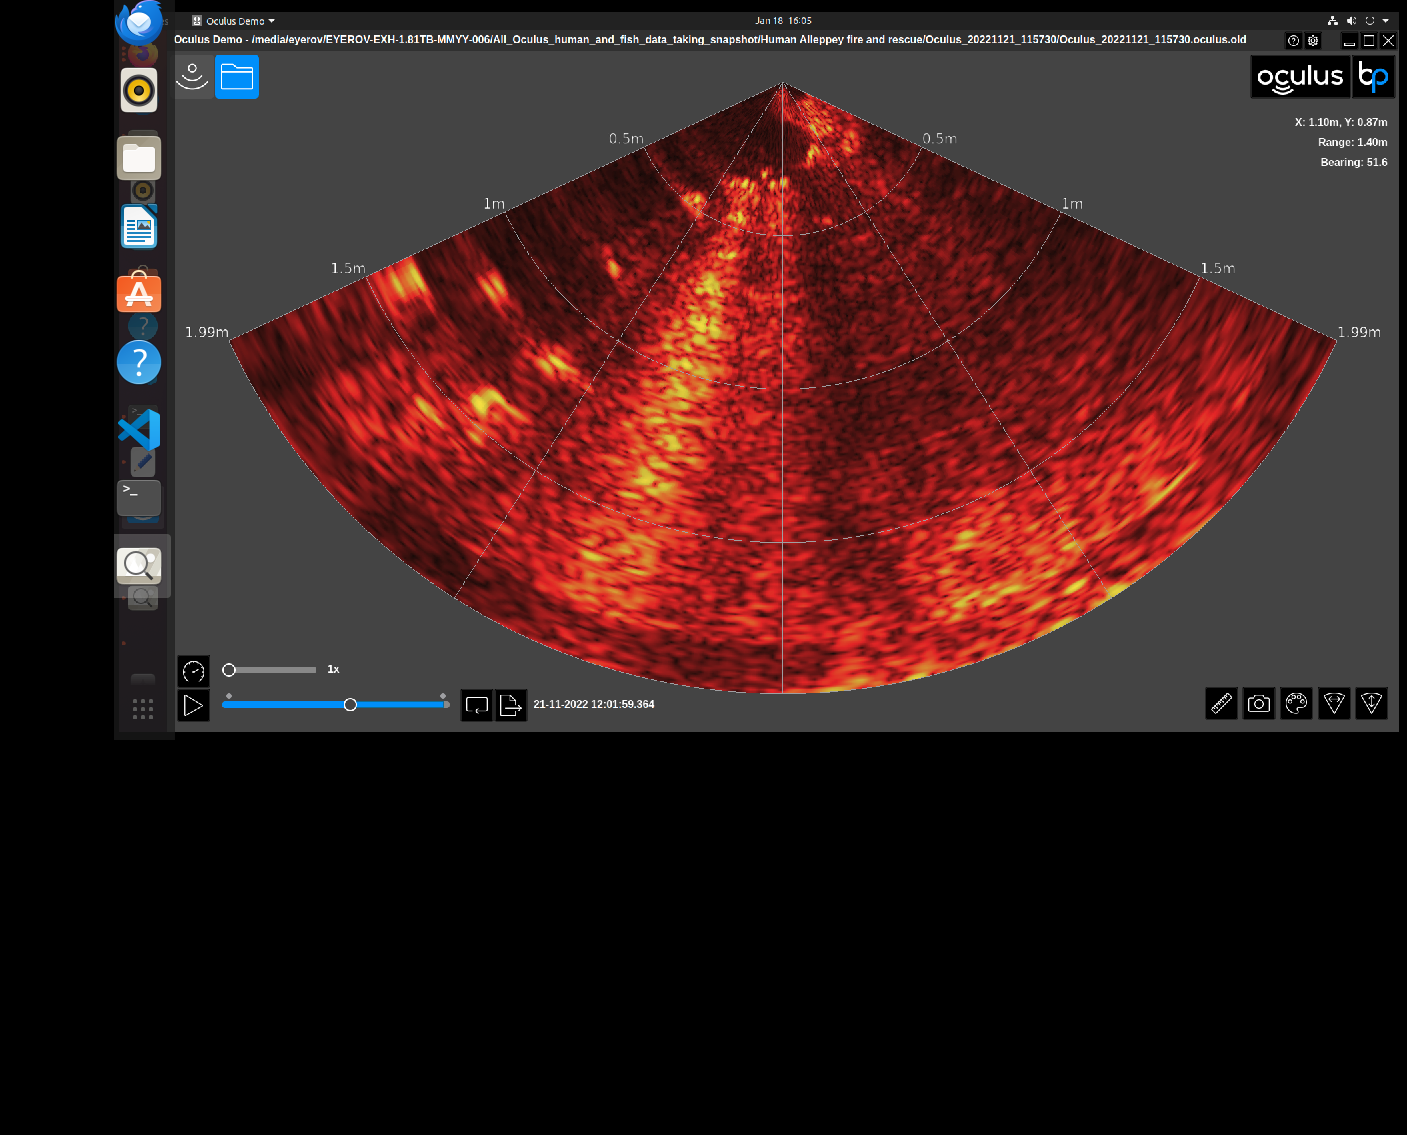 Oculus Demo
Jan 18 16:05
Oculus Demo - /media/eyerov/EYEROV-EXH-1.81TB-MMYY-006/All_Oculus_human_and_fish_data_taking_snapshot/Human Alleppey fire and rescue/Oculus_20221121_115730/Oculus_20221121_115730.oculus.old
oculus bp
X: 1.10m, Y: 0.87m
Range: 1.40m
Bearing: 51.6
0.5m 0.5m
1m 1m
1.5m 1.5m
1.99m 1.99m
1x
21-11-2022 12:01:59.364